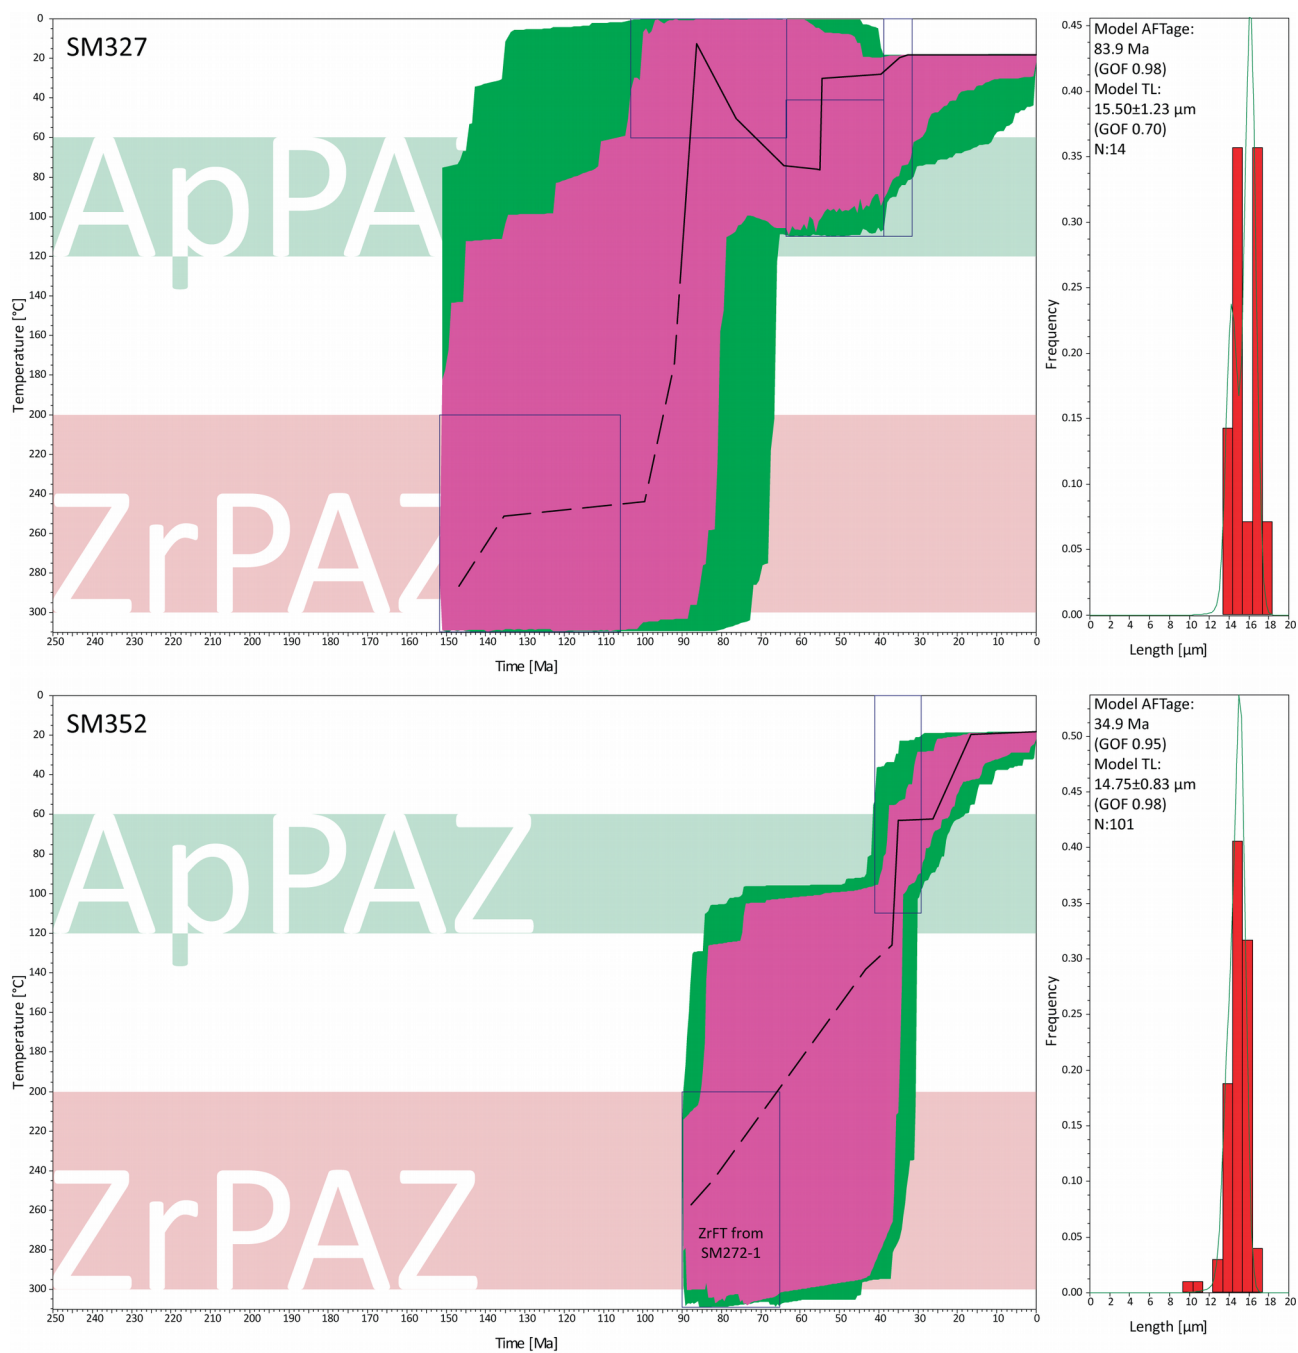 SM327
ApPAZ
ZrPAZ
0
20
40
60
80
100
120
140
160
180
200
220
240
260
280
300
Temperature [°C]
250 240 230 220 210 200 190 180 170 160 150 140 130 120 110 100 90 80 70 60 50 40 30 20 10 0
Time [Ma]
Model AFTage:
83.9 Ma
(GOF 0.98)
Model TL:
15.50±1.23 µm
(GOF 0.70)
N:14
0.45
0.40
0.35
0.30
0.25
0.20
0.15
0.10
0.05
0.00
Frequency
0 2 4 6 8 10 12 14 16 18 20
Length [µm]
SM352
ApPAZ
ZrPAZ
ZrFT from
SM272-1
0
20
40
60
80
100
120
140
160
180
200
220
240
260
280
300
Temperature [°C]
250 240 230 220 210 200 190 180 170 160 150 140 130 120 110 100 90 80 70 60 50 40 30 20 10 0
Time [Ma]
Model AFTage:
34.9 Ma
(GOF 0.95)
Model TL:
14.75±0.83 µm
(GOF 0.98)
N:101
0.50
0.45
0.40
0.35
0.30
0.25
0.20
0.15
0.10
0.05
0.00
Frequency
0 2 4 6 8 10 12 14 16 18 20
Length [µm]